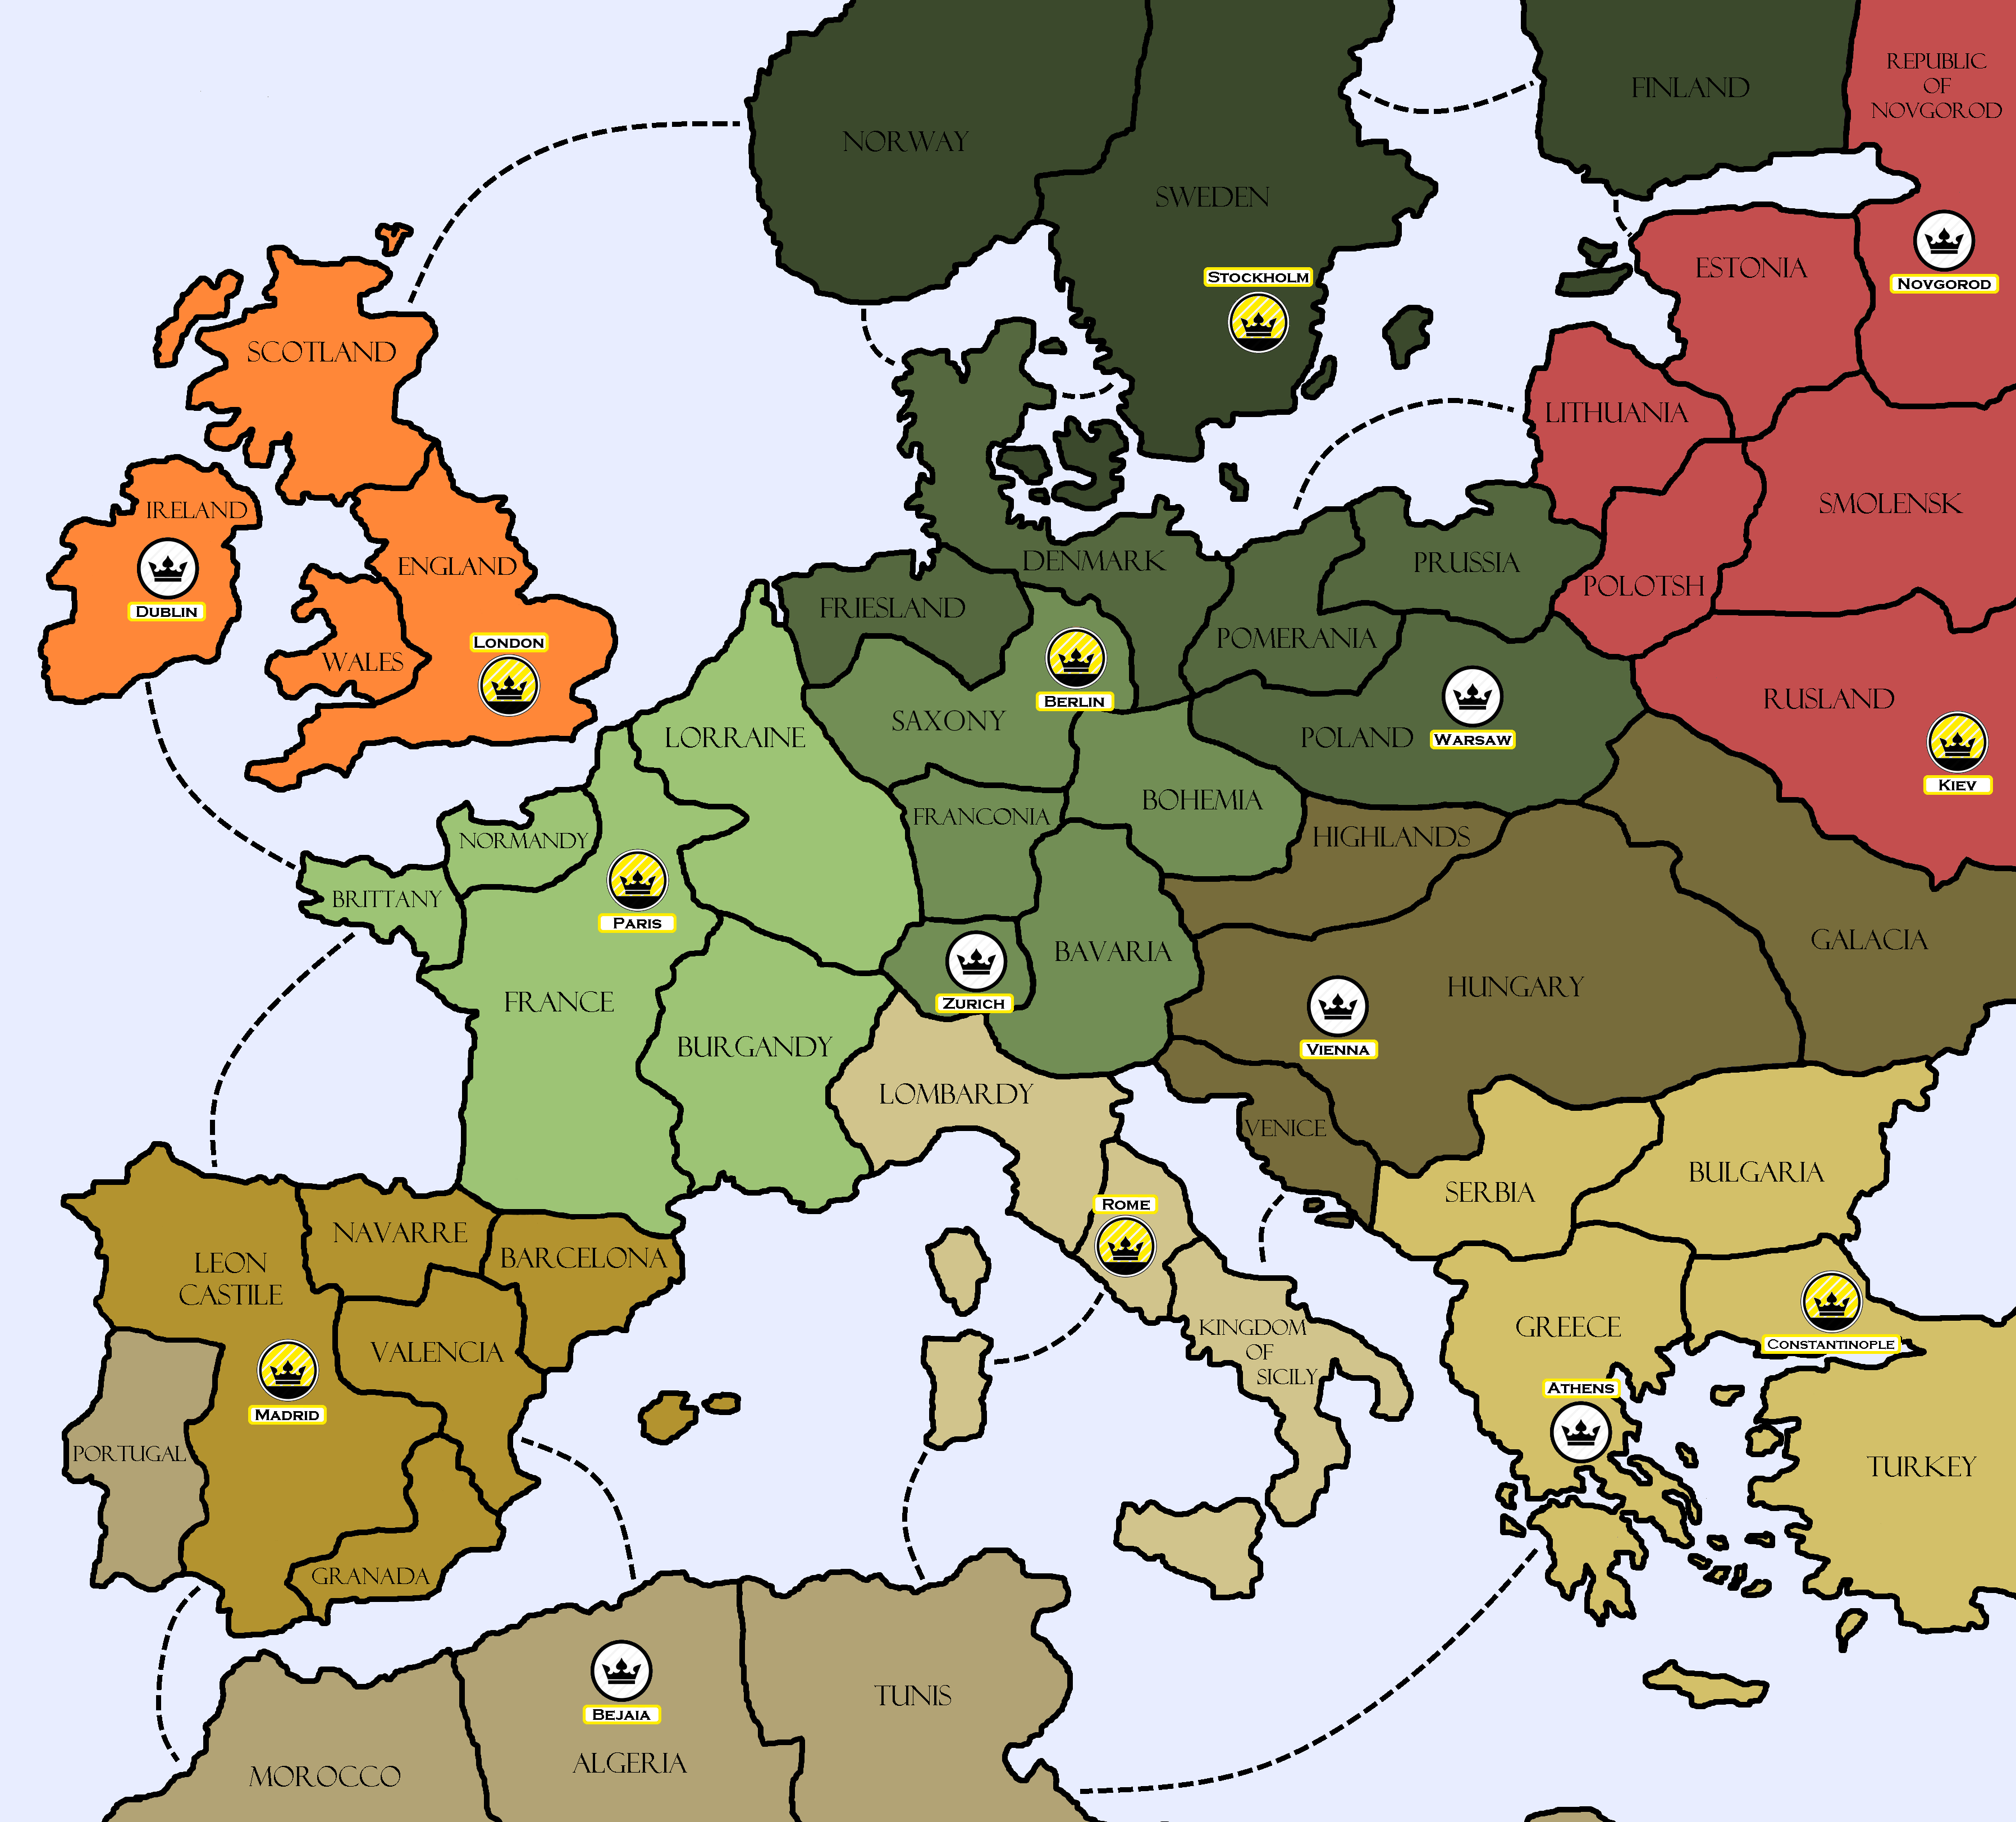 REPUBLIC
OF
NOVGOROD
FINLAND
NORWAY
SWEDEN
NOVGOROD
ESTONIA
STOCKHOLM
SCOTLAND
LITHUANIA
SMOLENSK
IRELAND
DUBLIN
ENGLAND
DENMARK
PRUSSIA
POLOTSH
FRIESLAND
LONDON
WALES
BERLIN
POMERANIA
RUSLAND
SAXONY
LORRAINE
POLAND
WARSAW
KIEV
BOHEMIA
FRANCONIA
NORMANDY
HIGHLANDS
BRITTANY
PARIS
BAVARIA
GALACIA
HUNGARY
FRANCE
ZURICH
VIENNA
BURGANDY
LOMBARDY
VENICE
BULGARIA
SERBIA
ROME
NAVARRE
BARCELONA
LEON
CASTILE
KINGDOM
OF
SICILY
GREECE
CONSTANTINOPLE
VALENCIA
ATHENS
MADRID
PORTUGAL
TURKEY
GRANADA
TUNIS
BEJAIA
ALGERIA
MOROCCO